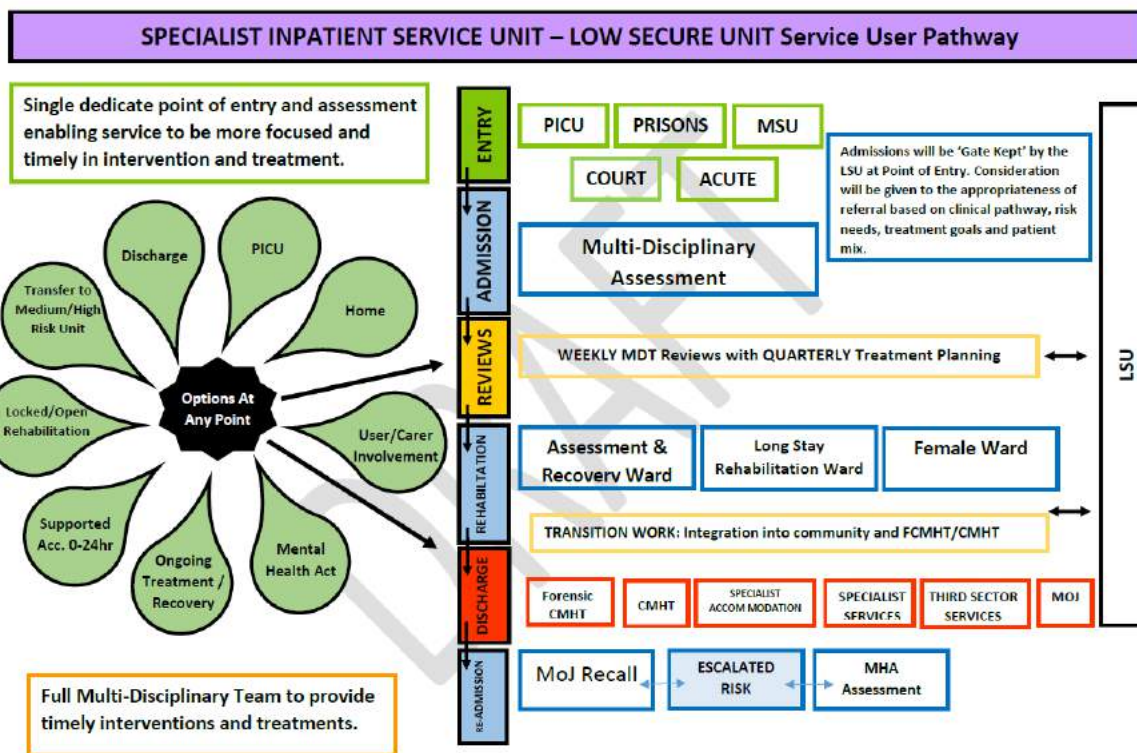 SPECIALIST INPATIENT SERVICE UNIT – LOW SECURE UNIT Service User Pathway
Single dedicate point of entry and assessment
enabling service to be more focused and
timely in intervention and treatment.
Discharge
PICU
Transfer to
Medium/High
Risk Unit
Home
Options At
Any Point
Locked/Open
Rehabilitation
User/Carer
Involvement
Supported
Acc. 0-24hr
Ongoing
Treatment /
Recovery
Mental
Health Act
Full Multi-Disciplinary Team to provide
timely interventions and treatments.
ENTRY
PICU
PRISONS
MSU
COURT
ACUTE
Admissions will be ‘Gate Kept’ by the
LSU at Point of Entry. Consideration
will be given to the appropriateness of
referral based on clinical pathway, risk
needs, treatment goals and patient
mix.
ADMISSION
Multi-Disciplinary
Assessment
REVIEWS
WEEKLY MDT Reviews with QUARTERLY Treatment Planning
REHABILTATION
Assessment &
Recovery Ward
Long Stay
Rehabilitation Ward
Female Ward
TRANSITION WORK: Integration into community and FCMHT/CMHT
DISCHARGE
Forensic
CMHT
CMHT
SPECIALIST
ACCOM MODATION
SPECIALIST
SERVICES
THIRD SECTOR
SERVICES
MOJ
RE-ADMISSION
MoJ Recall
ESCALATED
RISK
MHA
Assessment
LSU
DRAFT